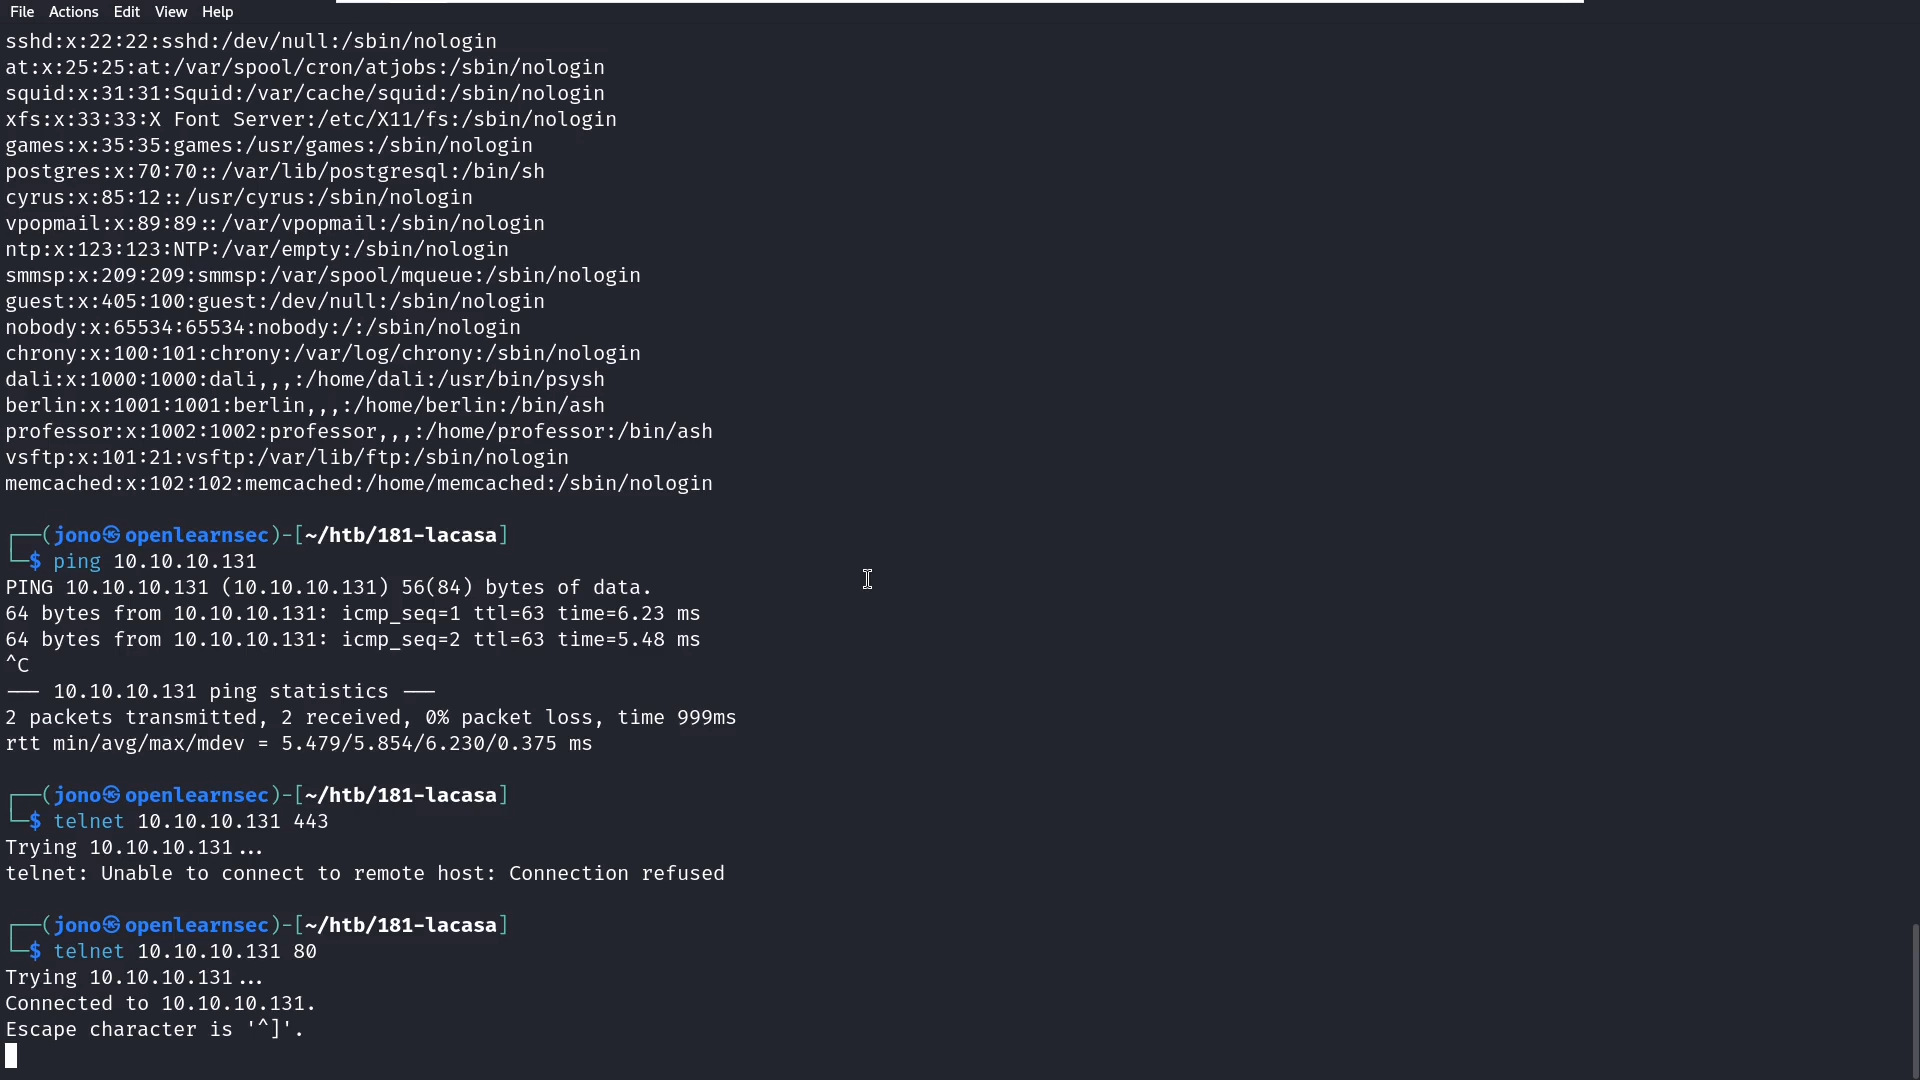 File Actions Edit View Help
sshd:x:22:22:sshd:/dev/null:/sbin/nologin
at:x:25:25:at:/var/spool/cron/atjobs:/sbin/nologin
squid:x:31:31:Squid:/var/cache/squid:/sbin/nologin
xfs:x:33:33:X Font Server:/etc/X11/fs:/sbin/nologin
games:x:35:35:games:/usr/games:/sbin/nologin
postgres:x:70:70::/var/lib/postgresql:/bin/sh
cyrus:x:85:12::/usr/cyrus:/sbin/nologin
vpopmail:x:89:89::/var/vpopmail:/sbin/nologin
ntp:x:123:123:NTP:/var/empty:/sbin/nologin
smmsp:x:209:209:smmsp:/var/spool/mqueue:/sbin/nologin
guest:x:405:100:guest:/dev/null:/sbin/nologin
nobody:x:65534:65534:nobody:/:/sbin/nologin
chrony:x:100:101:chrony:/var/log/chrony:/sbin/nologin
dali:x:1000:1000:dali,,,:/home/dali:/usr/bin/psysh
berlin:x:1001:1001:berlin,,,:/home/berlin:/bin/ash
professor:x:1002:1002:professor,,,:/home/professor:/bin/ash
vsftp:x:101:21:vsftp:/var/lib/ftp:/sbin/nologin
memcached:x:102:102:memcached:/home/memcached:/sbin/nologin
┌──(jono㉿openlearnsec)-[~/htb/181-lacasa]
└─$ ping 10.10.10.131
PING 10.10.10.131 (10.10.10.131) 56(84) bytes of data.
64 bytes from 10.10.10.131: icmp_seq=1 ttl=63 time=6.23 ms
64 bytes from 10.10.10.131: icmp_seq=2 ttl=63 time=5.48 ms
^C
--- 10.10.10.131 ping statistics ---
2 packets transmitted, 2 received, 0% packet loss, time 999ms
rtt min/avg/max/mdev = 5.479/5.854/6.230/0.375 ms
┌──(jono㉿openlearnsec)-[~/htb/181-lacasa]
└─$ telnet 10.10.10.131 443
Trying 10.10.10.131...
telnet: Unable to connect to remote host: Connection refused
┌──(jono㉿openlearnsec)-[~/htb/181-lacasa]
└─$ telnet 10.10.10.131 80
Trying 10.10.10.131...
Connected to 10.10.10.131.
Escape character is '^]'.